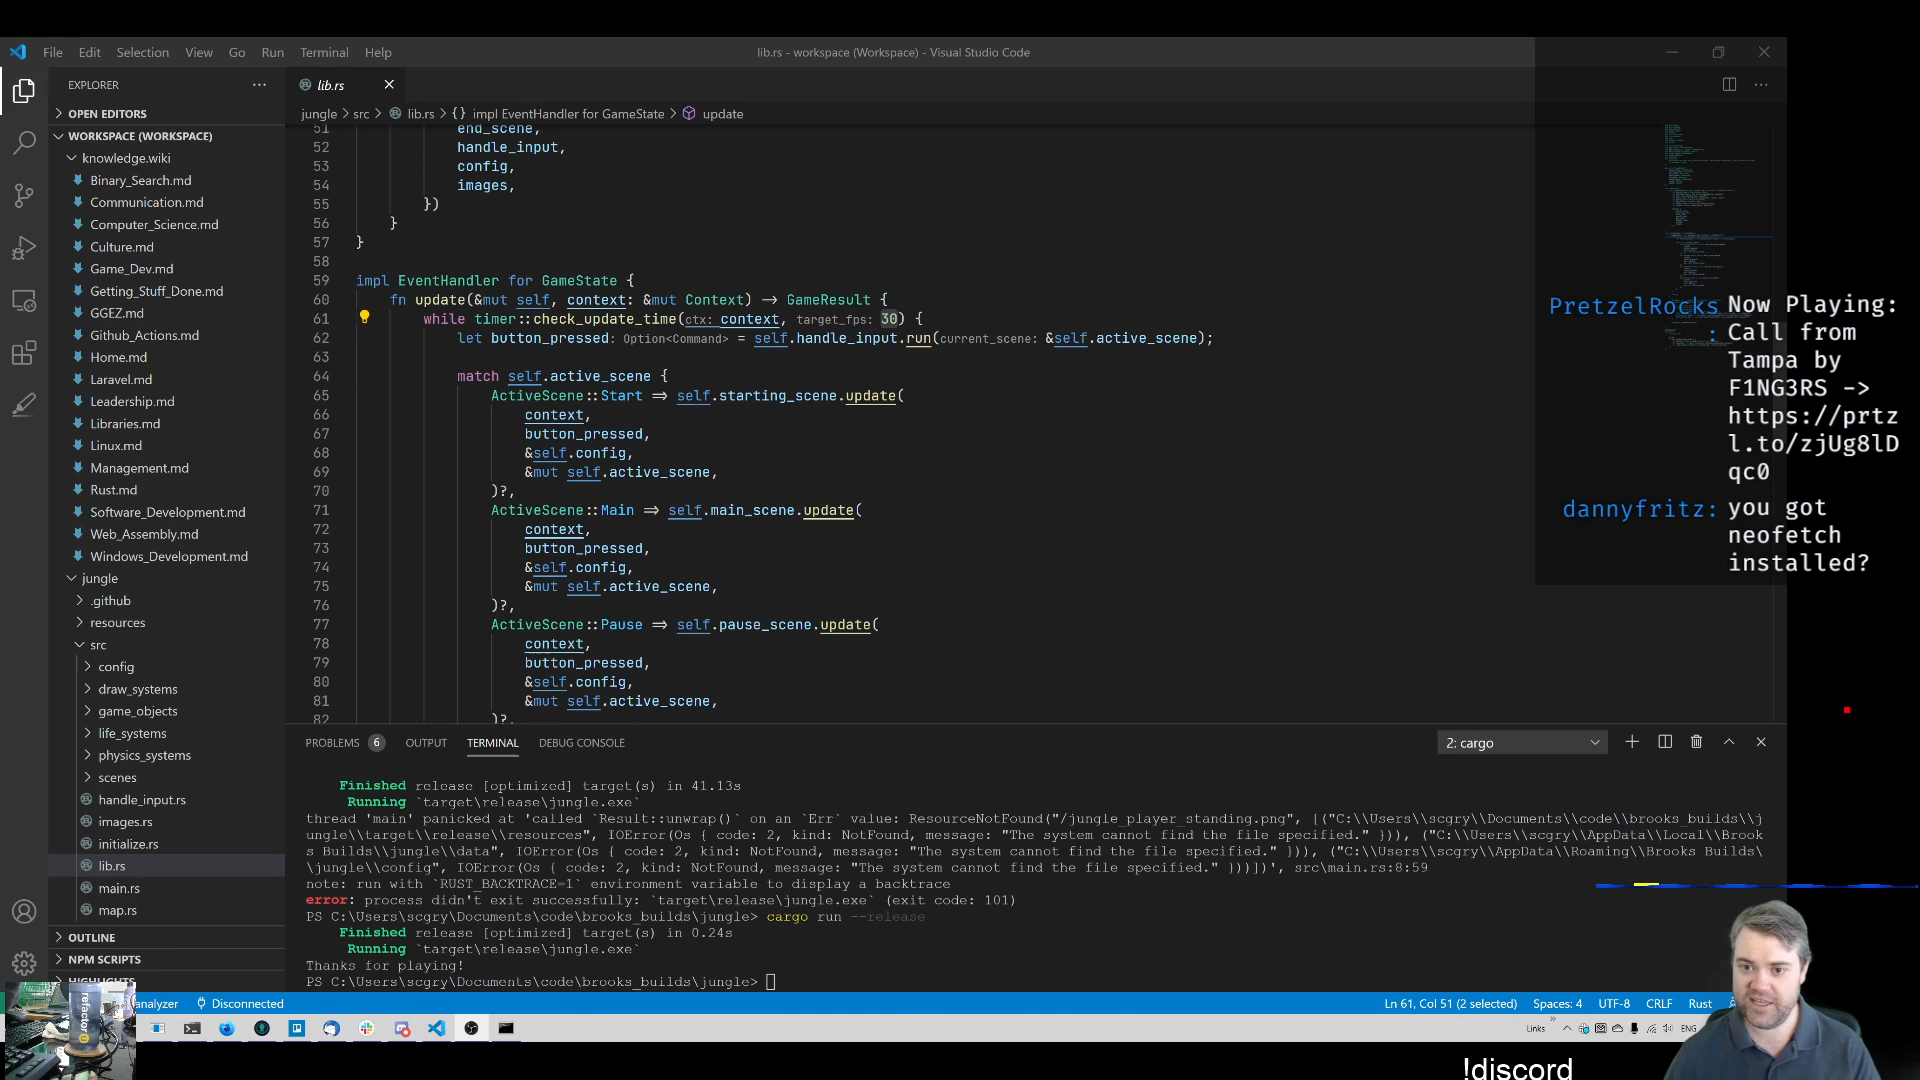 File Edit Selection View Go Run Terminal Help
lib.rs - workspace (Workspace) - Visual Studio Code
EXPLORER
OPEN EDITORS
WORKSPACE (WORKSPACE)
knowledge.wiki
Binary_Search.md
Communication.md
Computer_Science.md
Culture.md
Game_Dev.md
Getting_Stuff_Done.md
GGEZ.md
Github_Actions.md
Home.md
Laravel.md
Leadership.md
Libraries.md
Linux.md
Management.md
Rust.md
Software_Development.md
Web_Assembly.md
Windows_Development.md
jungle
.github
resources
src
config
draw_systems
game_objects
life_systems
physics_systems
scenes
handle_input.rs
images.rs
initialize.rs
lib.rs
main.rs
map.rs
OUTLINE
NPM SCRIPTS
HIGHLIGHTS
lib.rs
jungle > src > lib.rs > {} impl EventHandler for GameState > update
51 end_scene,
52 handle_input,
53 config,
54 images,
55 })
56 }
57 }
58
59 impl EventHandler for GameState {
60 fn update(&mut self, context: &mut Context) -> GameResult {
61 while timer::check_update_time(ctx: context, target_fps: 30) {
62 let button_pressed: Option<Command> = self.handle_input.run(current_scene: &self.active_scene);
63
64 match self.active_scene {
65 ActiveScene::Start => self.starting_scene.update(
66 context,
67 button_pressed,
68 &self.config,
69 &mut self.active_scene,
70 )?,
71 ActiveScene::Main => self.main_scene.update(
72 context,
73 button_pressed,
74 &self.config,
75 &mut self.active_scene,
76 )?,
77 ActiveScene::Pause => self.pause_scene.update(
78 context,
79 button_pressed,
80 &self.config,
81 &mut self.active_scene,
82 )?,
PretzelRocks: Now Playing:
Call from
Tampa by
F1NG3RS ->
https://prtz
l.to/zjUg8lD
qc0
dannyfritz: you got
neofetch
installed?
PROBLEMS 6 OUTPUT TERMINAL DEBUG CONSOLE
2: cargo
Finished release [optimized] target(s) in 41.13s
Running `target\release\jungle.exe`
thread 'main' panicked at 'called `Result::unwrap()` on an `Err` value: ResourceNotFound("/jungle_player_standing.png", [("C:\\Users\\scgry\\Documents\\code\\brooks_builds\\j
ungle\\target\\release\\resources", IOError(Os { code: 2, kind: NotFound, message: "The system cannot find the file specified." })), ("C:\\Users\\scgry\\AppData\\Local\\Brook
s Builds\\jungle\\data", IOError(Os { code: 2, kind: NotFound, message: "The system cannot find the file specified." })), ("C:\\Users\\scgry\\AppData\\Roaming\\Brooks Builds\
\jungle\\config", IOError(Os { code: 2, kind: NotFound, message: "The system cannot find the file specified." }))])', src\main.rs:8:59
note: run with `RUST_BACKTRACE=1` environment variable to display a backtrace
error: process didn't exit successfully: `target\release\jungle.exe` (exit code: 101)
PS C:\Users\scgry\Documents\code\brooks_builds\jungle> cargo run --release
Finished release [optimized] target(s) in 0.24s
Running `target\release\jungle.exe`
Thanks for playing!
PS C:\Users\scgry\Documents\code\brooks_builds\jungle>
analyzer Disconnected
Ln 61, Col 51 (2 selected) Spaces: 4 UTF-8 CRLF Rust
Links
ENG
refactor
!discord